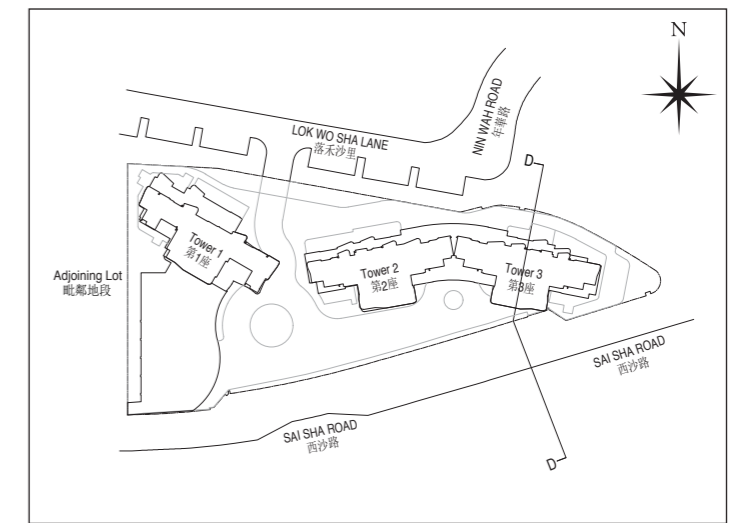 N
LOK WO SHA LANE
落禾沙里
NIN WAH ROAD
年華路
D
Tower 1
第1座
Tower 2
第2座
Tower 3
第3座
Adjoining Lot
毗鄰地段
SAI SHA ROAD
西沙路
SAI SHA ROAD
西沙路
D